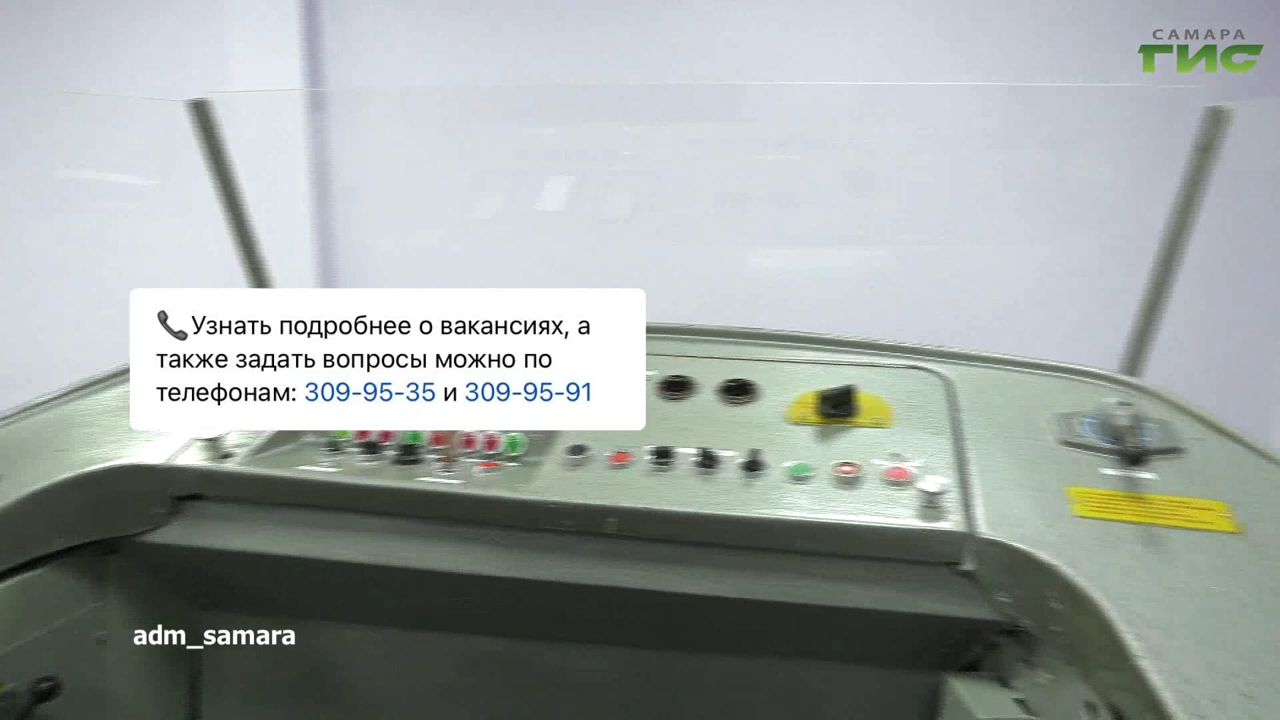 САМАРА
ГИС
📞Узнать подробнее о вакансиях, а
также задать вопросы можно по
телефонам: 309-95-35 и 309-95-91
adm_samara